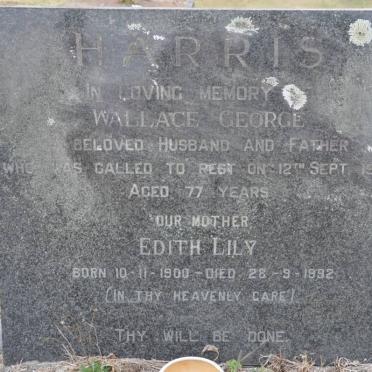 HARRIS
IN LOVING MEMORY
WALLACE GEORGE
BELOVED HUSBAND AND FATHER
WHO WAS CALLED TO REST ON 12TH SEPT
AGED 77 YEARS
OUR MOTHER
EDITH LILY
BORN 10-11-1900 - DIED 28-9-1992
(IN THY HEAVENLY CARE)
THY WILL BE DONE